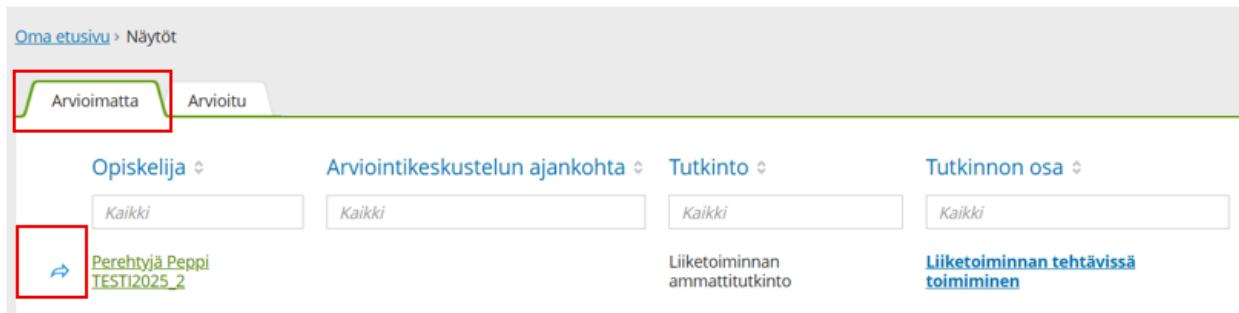 Oma etusivu › Näytöt
Arvioimatta Arvioitu
Opiskelija Arviointikeskustelun ajankohta Tutkinto Tutkinnon osa
Kaikki Kaikki Kaikki Kaikki
Perehtyjä Peppi Liiketoiminnan Liiketoiminnan tehtävissä
TESTI2025_2 ammattitutkinto toimiminen